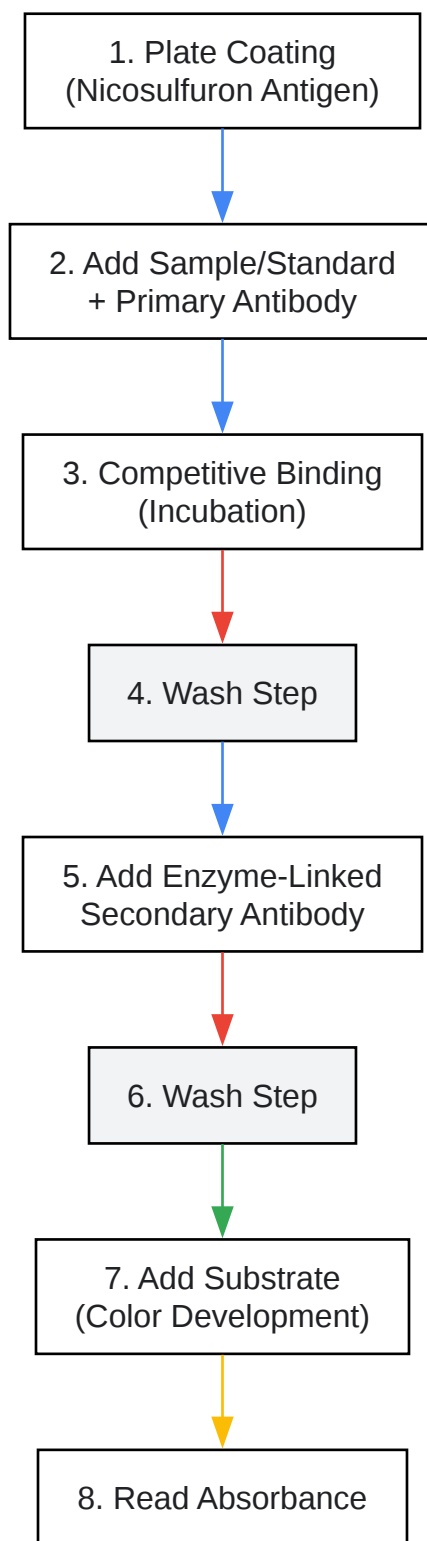 1. Plate Coating
(Nicosulfuron Antigen)
2. Add Sample/Standard
+ Primary Antibody
3. Competitive Binding
(Incubation)
4. Wash Step
5. Add Enzyme-Linked
Secondary Antibody
6. Wash Step
7. Add Substrate
(Color Development)
8. Read Absorbance